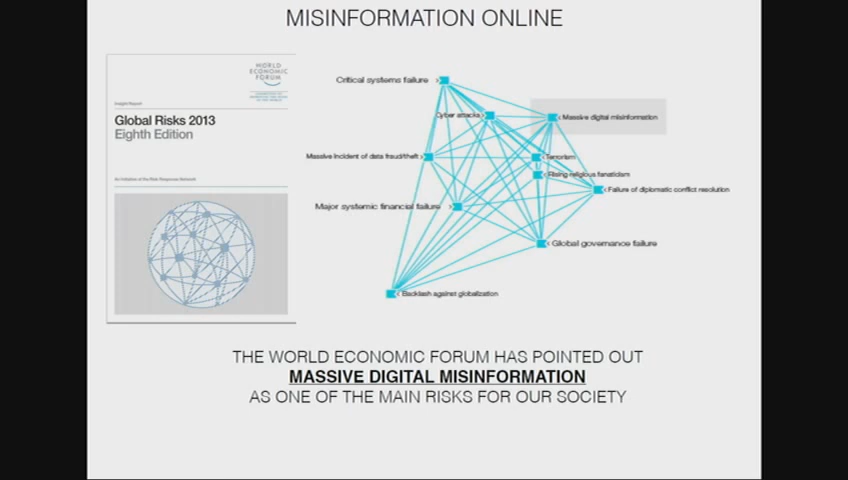 MISINFORMATION ONLINE
WORLD
ECONOMIC
FORUM
Insight Report
Global Risks 2013
Eighth Edition
An Initiative of the Risk Response Network
Critical systems failure
Cyber attacks
Massive digital misinformation
Massive incident of data fraud/theft
Terrorism
Rising religious fanaticism
Failure of diplomatic conflict resolution
Major systemic financial failure
Global governance failure
Backlash against globalization
THE WORLD ECONOMIC FORUM HAS POINTED OUT
MASSIVE DIGITAL MISINFORMATION
AS ONE OF THE MAIN RISKS FOR OUR SOCIETY